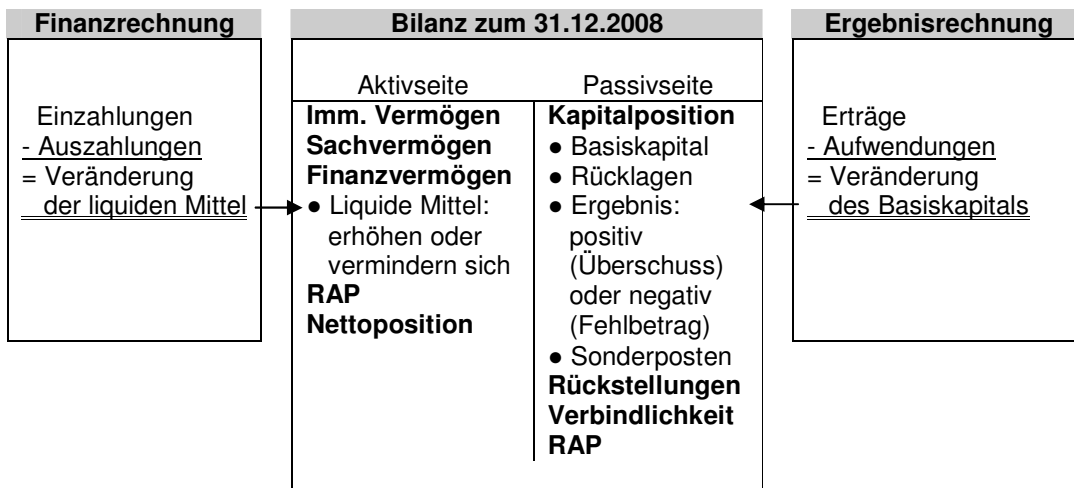 Finanzrechnung
Einzahlungen
- Auszahlungen
= Veränderung
der liquiden Mittel
Bilanz zum 31.12.2008
Aktivseite
Imm. Vermögen
Sachvermögen
Finanzvermögen
● Liquide Mittel:
erhöhen oder
vermindern sich
RAP
Nettoposition
Passivseite
Kapitalposition
● Basiskapital
● Rücklagen
● Ergebnis:
positiv
(Überschuss)
oder negativ
(Fehlbetrag)
● Sonderposten
Rückstellungen
Verbindlichkeit
RAP
Ergebnisrechnung
Erträge
- Aufwendungen
= Veränderung
des Basiskapitals